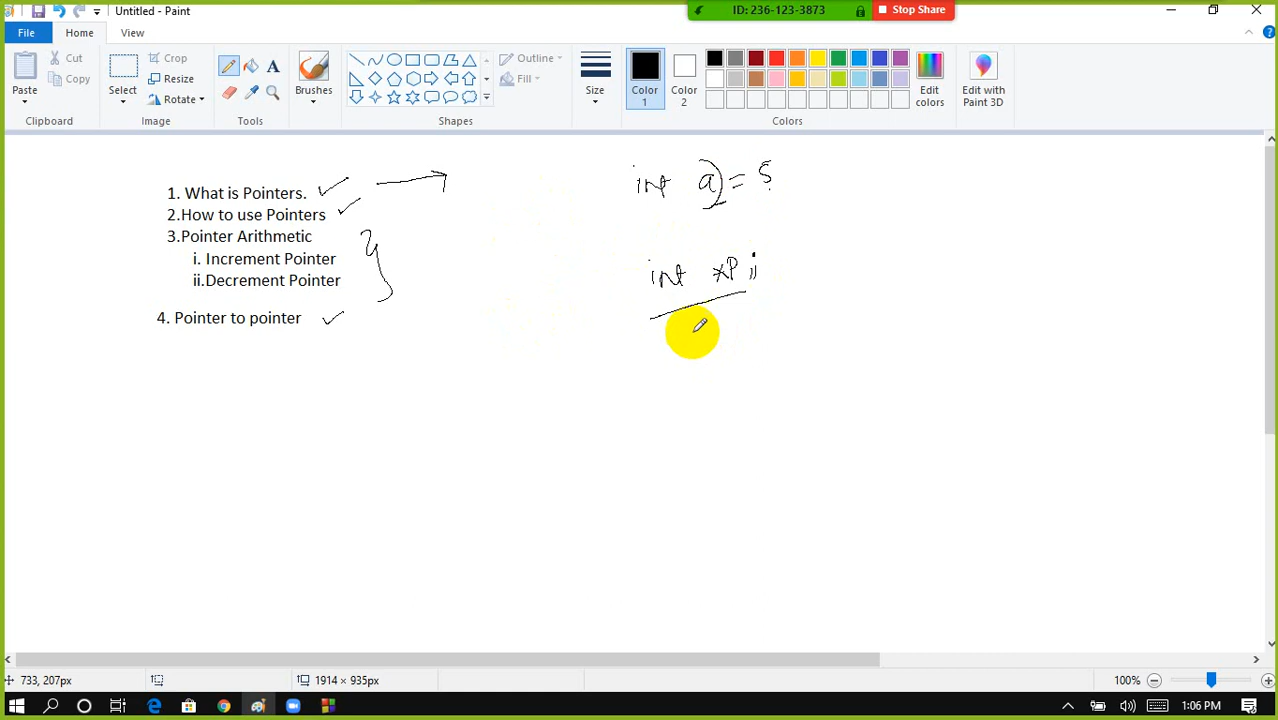 Untitled - Paint
ID: 236-123-3873
Stop Share
File
Home
View
Paste
Cut
Copy
Clipboard
Select
Crop
Resize
Rotate
Image
A
Tools
Brushes
Outline
Fill
Shapes
Size
Color 1
Color 2
Edit colors
Colors
Edit with Paint 3D
1. What is Pointers.
2.How to use Pointers
3.Pointer Arithmetic
i. Increment Pointer
ii.Decrement Pointer
4. Pointer to pointer
int a = 5
int *P
733, 207px
1914 × 935px
100%
1:06 PM